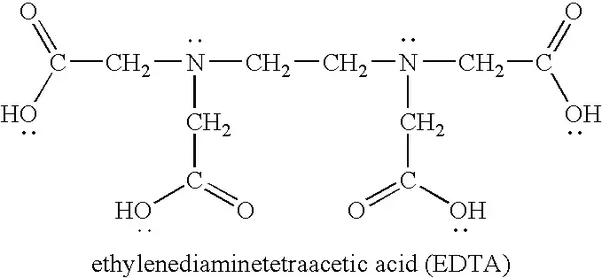 O O
C—CH₂—N—CH₂—CH₂—N—CH₂—C
HO OH
CH₂ CH₂
C C
HO O O OH
ethylenediaminetetraacetic acid (EDTA)